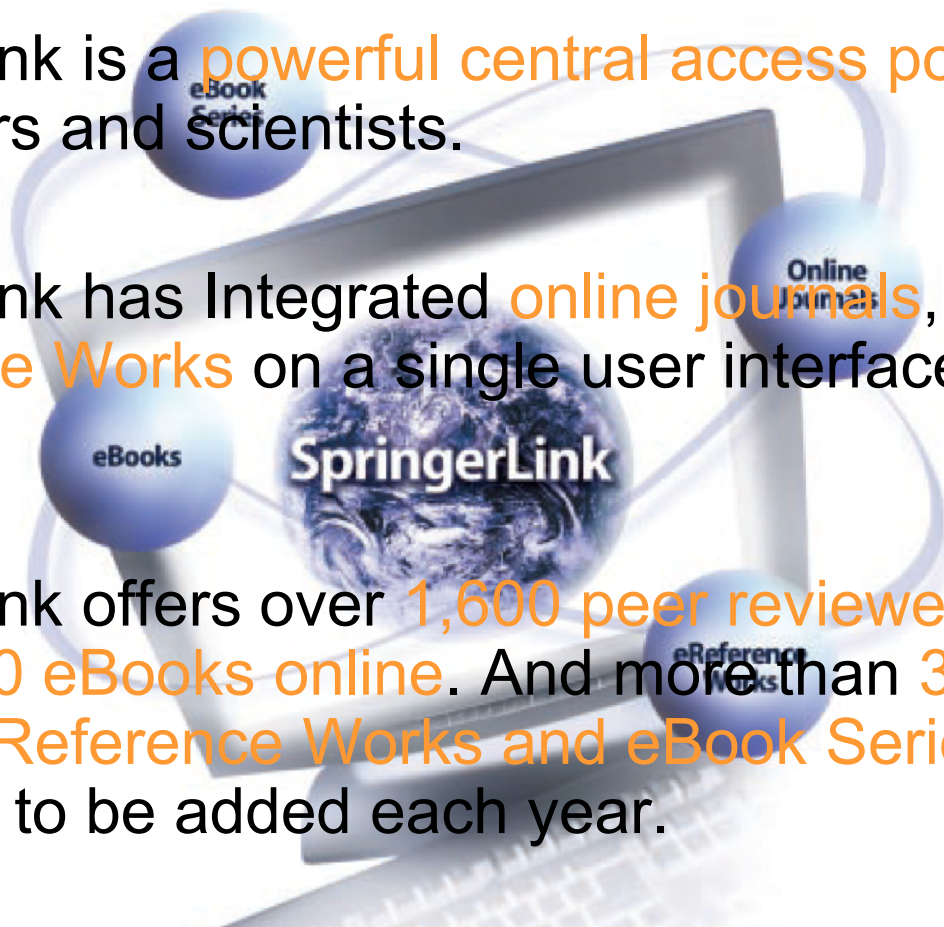 nk is a powerful central access po
rs and scientists.
nk has Integrated online journals,
e Works on a single user interface
nk offers over 1,600 peer reviewe
0 eBooks online. And more than 3
Reference Works and eBook Serie
to be added each year.
eBook
Series
Online
Journals
eBooks
SpringerLink
eReference
Works